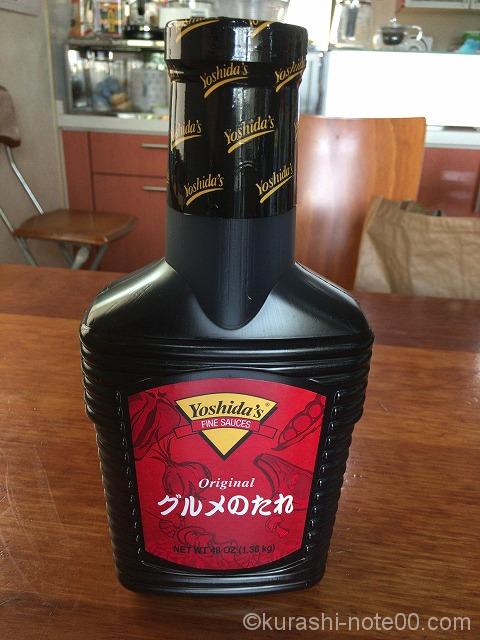 Yoshida's
Yoshida's
Yoshida's
Yoshida's
Yoshida's
Yoshida's®
FINE SAUCES
Original
グルメのたれ
NET WT 48 OZ (1.36 kg)
©kurashi-note00.com